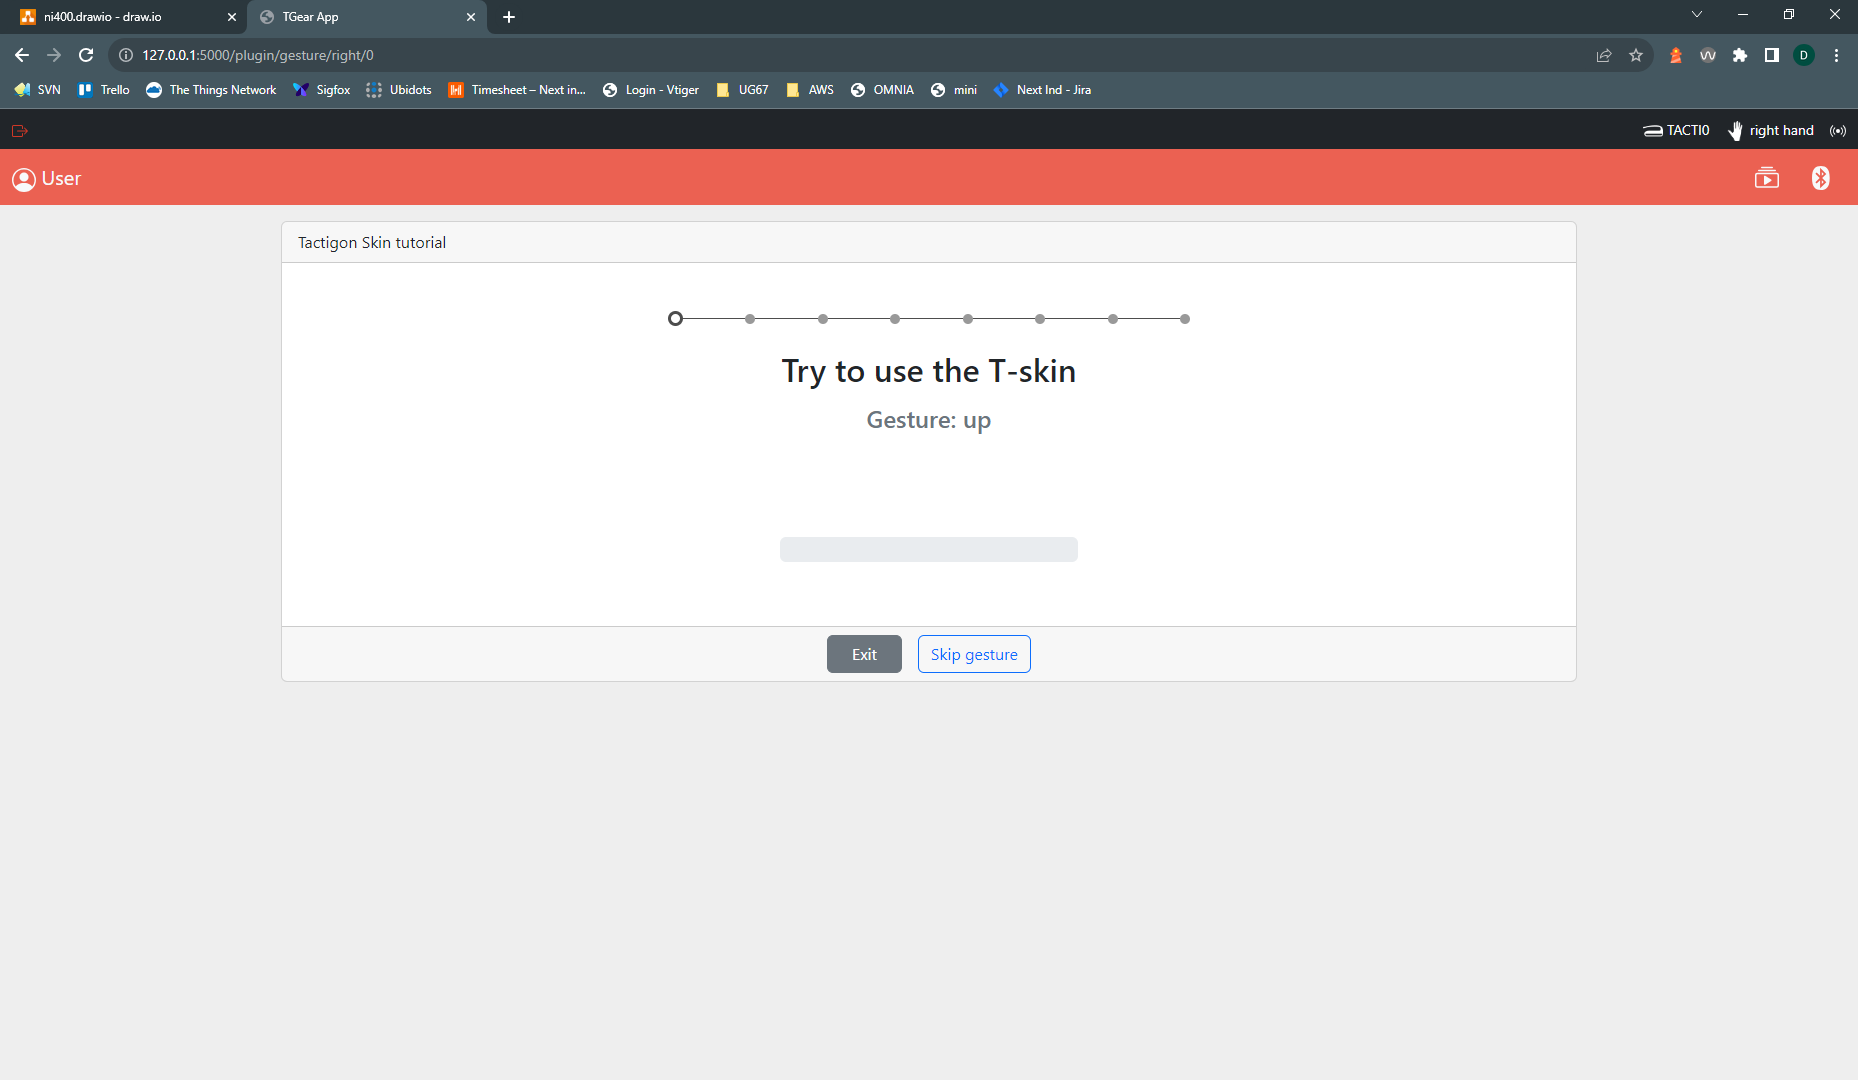 ni400.drawio - draw.io
TGear App
127.0.0.1:5000/plugin/gesture/right/0
D
SVN
Trello
The Things Network
Sigfox
Ubidots
Timesheet – Next in...
Login - Vtiger
UG67
AWS
OMNIA
mini
Next Ind - Jira
TACTI0
right hand
User
Tactigon Skin tutorial
Try to use the T-skin
Gesture: up
Exit
Skip gesture